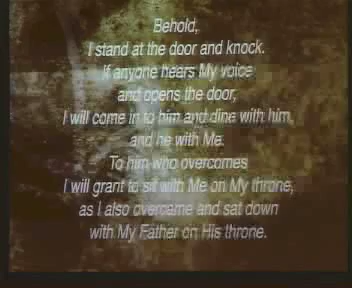 Behold,
I stand at the door and knock.
If anyone hears My voice
and opens the door,
I will come in to him and dine with him,
and he with Me.
To him who overcomes
I will grant to sit with Me on My throne,
as I also overcame and sat down
with My Father on His throne.